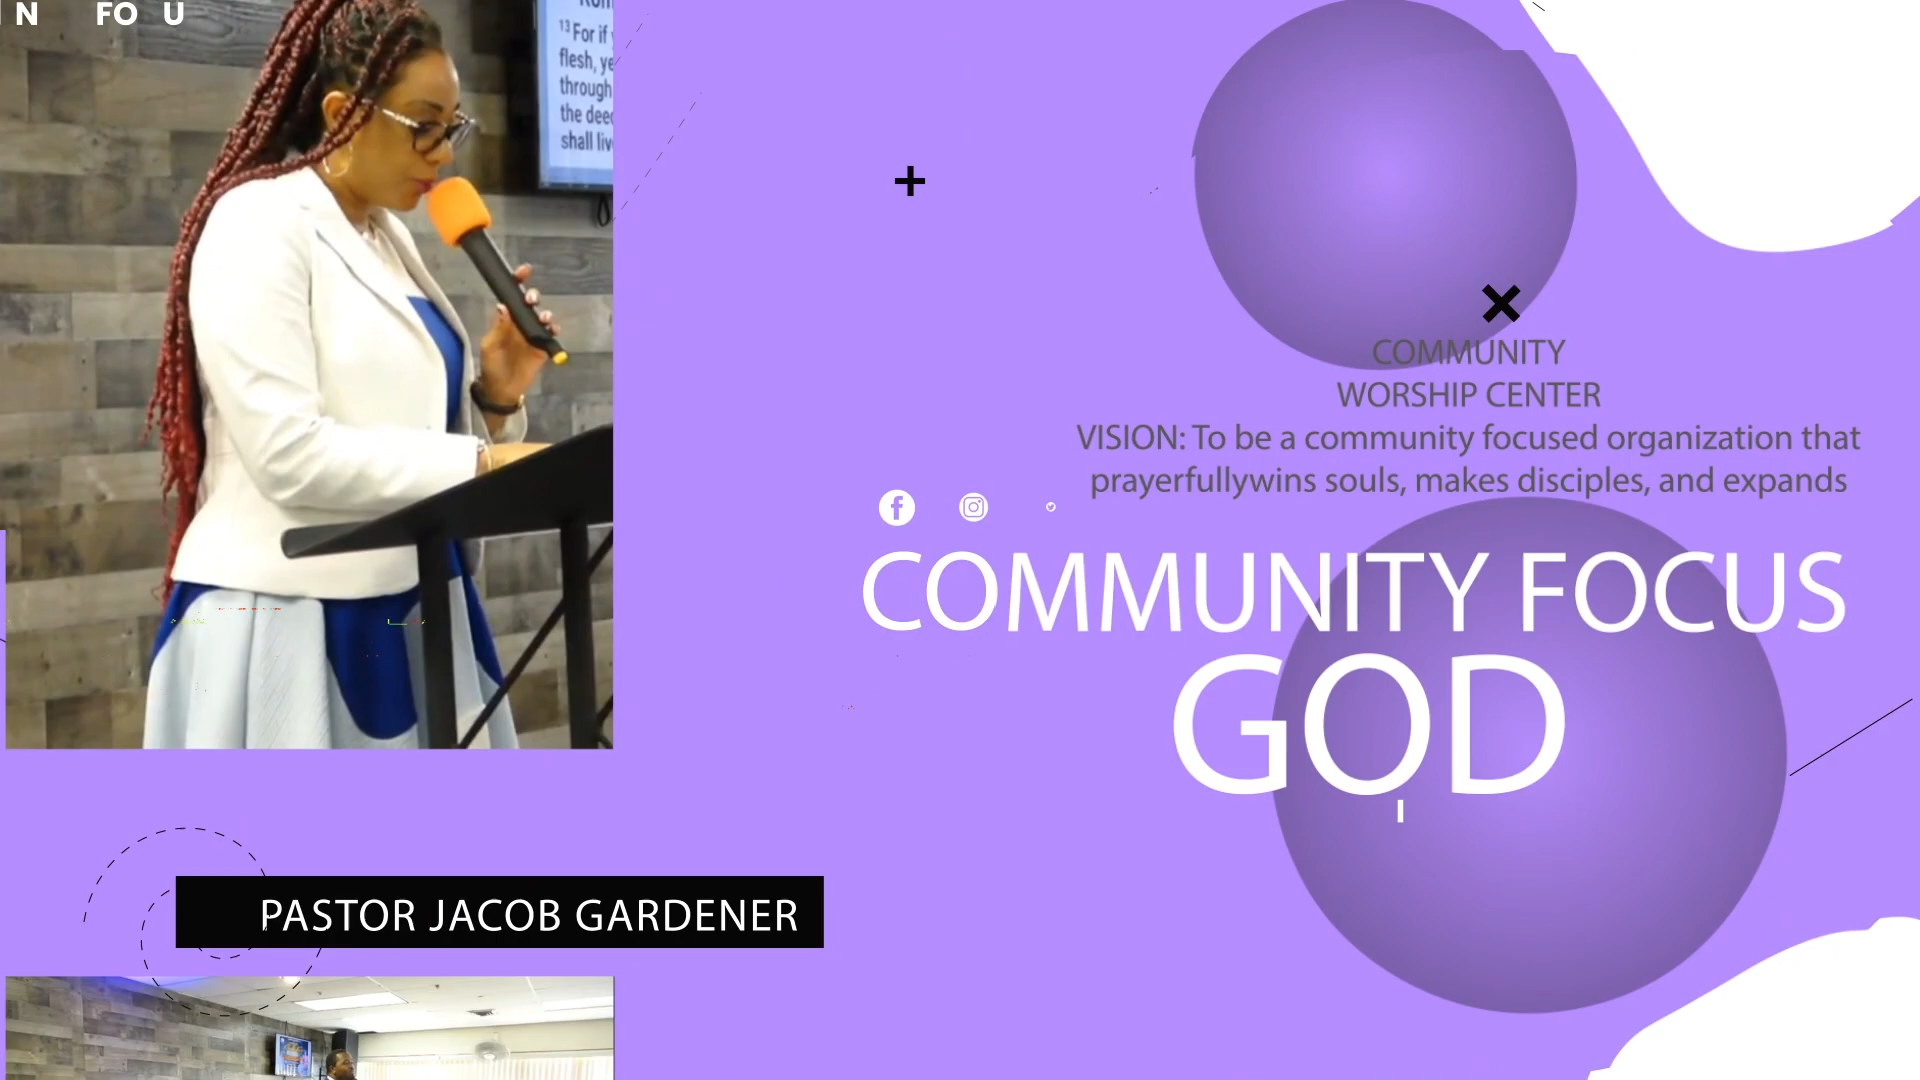 N FO U
13 For if
flesh, ye
through
the deed
shall liv
COMMUNITY
WORSHIP CENTER
VISION: To be a community focused organization that
prayerfullywins souls, makes disciples, and expands
COMMUNITY FOCUS
GOD
PASTOR JACOB GARDENER